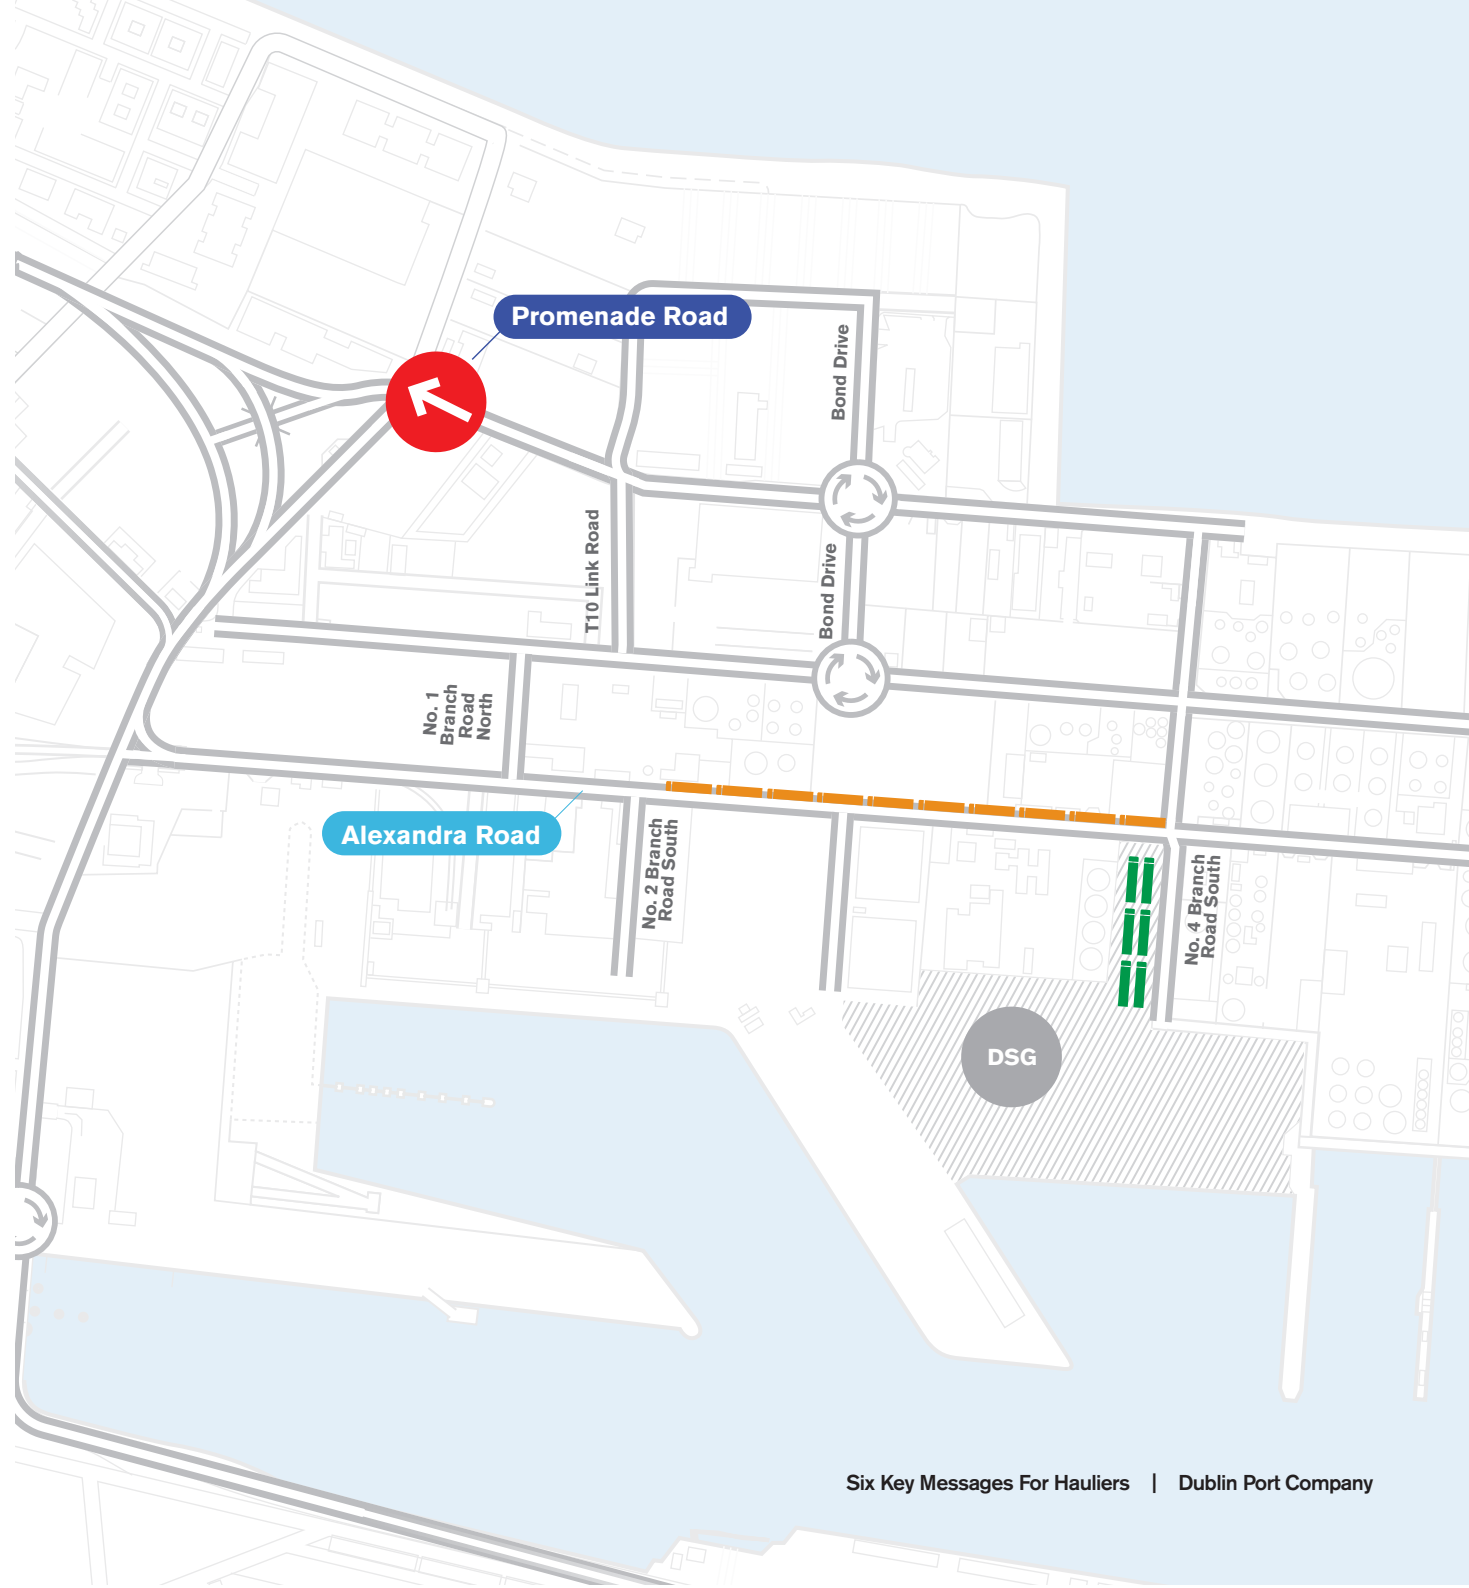 Promenade Road
Bond Drive
T10 Link Road
Bond Drive
No. 1
Branch
Road
North
Alexandra Road
No. 2 Branch
Road South
No. 4 Branch
Road South
DSG
Six Key Messages For Hauliers | Dublin Port Company